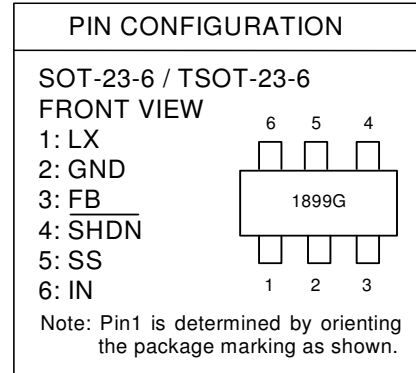 PIN CONFIGURATION
SOT-23-6 / TSOT-23-6
FRONT VIEW
1: LX
2: GND
3: FB
4: SHDN
5: SS
6: IN
6 5 4
1899G
1 2 3
Note: Pin1 is determined by orienting
the package marking as shown.